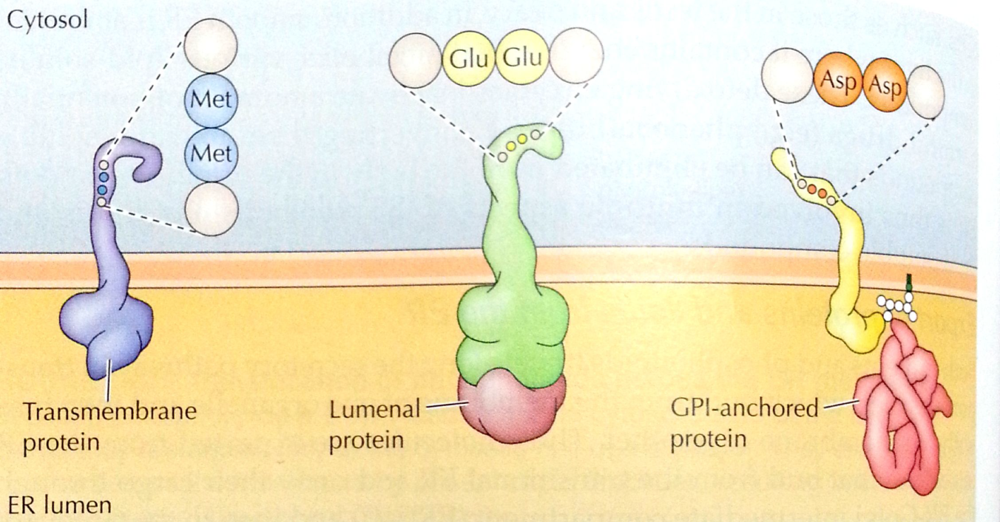 Cytosol
Met
Met
Glu Glu
Asp Asp
Transmembrane
protein
Lumenal
protein
GPI-anchored
protein
ER lumen